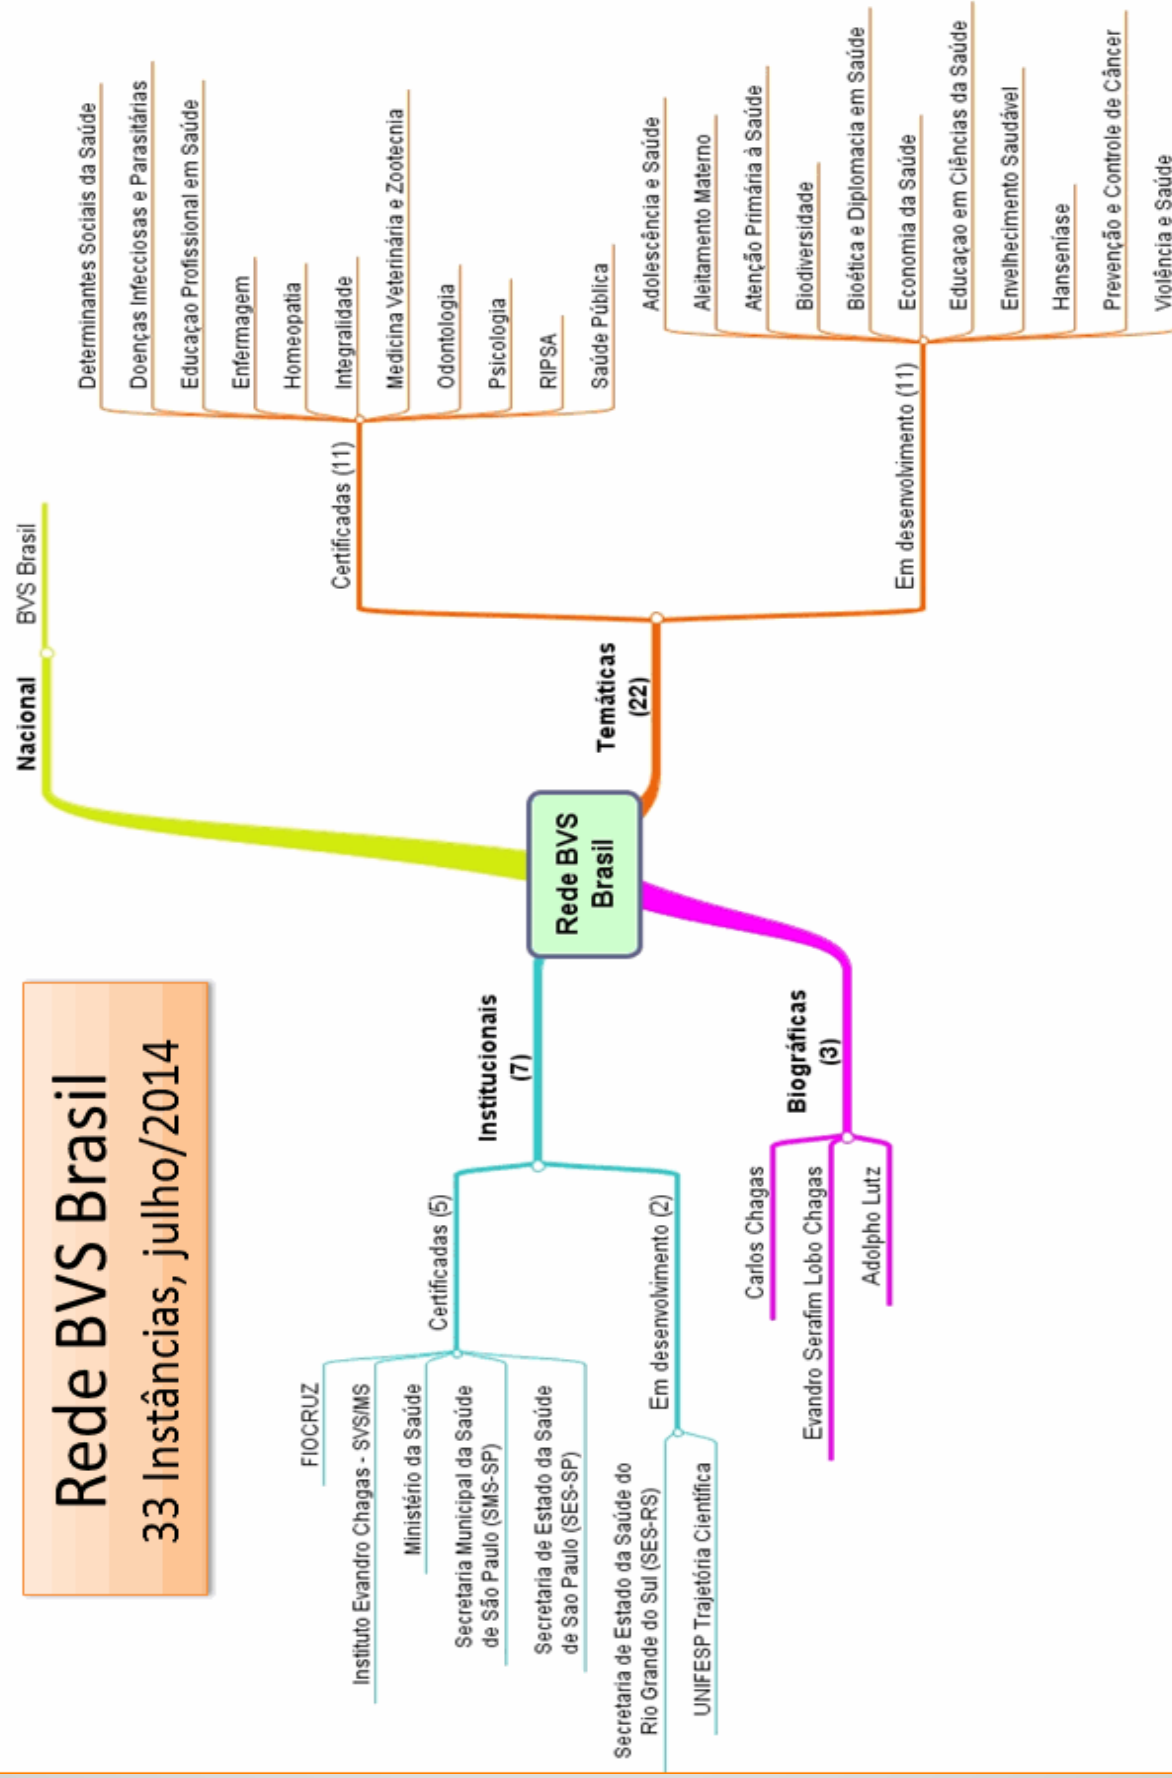 Rede BVS Brasil
33 Instâncias, julho/2014
Rede BVS
Brasil
Nacional
BVS Brasil
Temáticas
(22)
Certificadas (11)
Determinantes Sociais da Saúde
Doenças Infecciosas e Parasitárias
Educaçao Profissional em Saúde
Enfermagem
Homeopatia
Integralidade
Medicina Veterinária e Zootecnia
Odontologia
Psicologia
RIPSA
Saúde Pública
Em desenvolvimento (11)
Adolescência e Saúde
Aleitamento Materno
Atenção Primária à Saúde
Biodiversidade
Bioética e Diplomacia em Saúde
Economia da Saúde
Educaçao em Ciências da Saúde
Envelhecimento Saudável
Hanseníase
Prevenção e Controle de Câncer
Violência e Saúde
Institucionais
(7)
Certificadas (5)
FIOCRUZ
Instituto Evandro Chagas - SVS/MS
Ministério da Saúde
Secretaria Municipal da Saúde
de São Paulo (SMS-SP)
Secretaria de Estado da Saúde
de Sao Paulo (SES-SP)
Em desenvolvimento (2)
Secretaria de Estado da Saúde do
Rio Grande do Sul (SES-RS)
UNIFESP Trajetória Científica
Biográficas
(3)
Carlos Chagas
Evandro Serafim Lobo Chagas
Adolpho Lutz